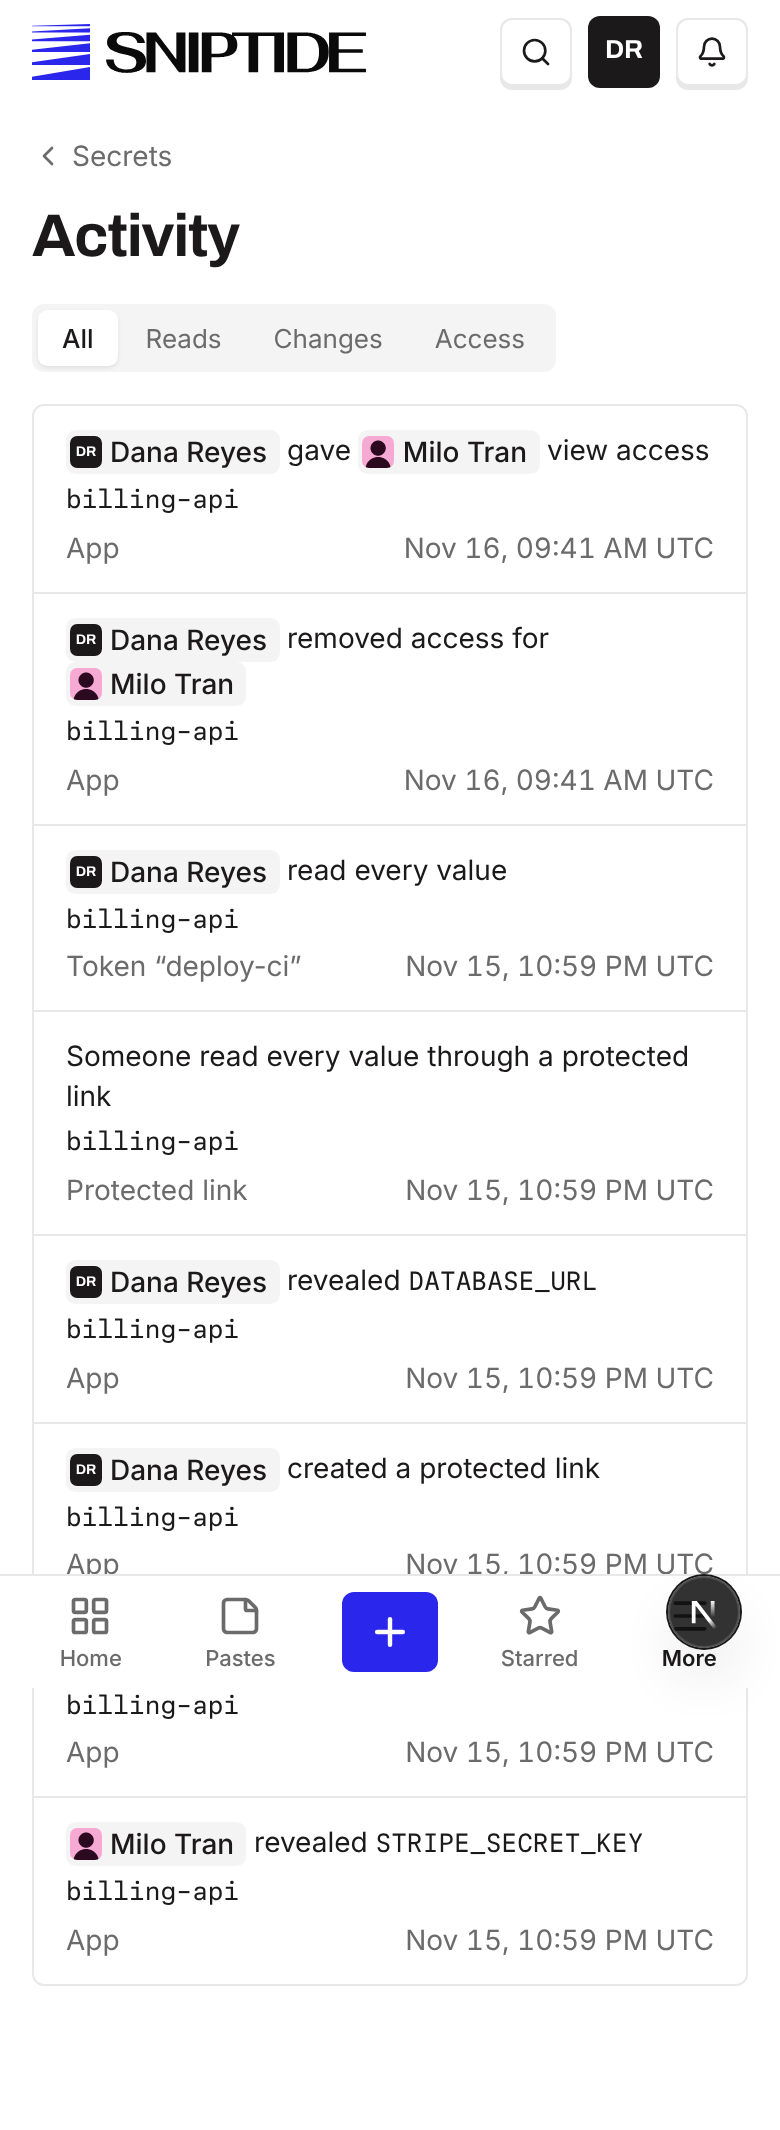 SNIPTIDE
DR
Secrets
Activity
All Reads Changes Access
DR Dana Reyes gave Milo Tran view access
billing-api
App Nov 16, 09:41 AM UTC
DR Dana Reyes removed access for
Milo Tran
billing-api
App Nov 16, 09:41 AM UTC
DR Dana Reyes read every value
billing-api
Token “deploy-ci” Nov 15, 10:59 PM UTC
Someone read every value through a protected
link
billing-api
Protected link Nov 15, 10:59 PM UTC
DR Dana Reyes revealed DATABASE_URL
billing-api
App Nov 15, 10:59 PM UTC
DR Dana Reyes created a protected link
billing-api
App Nov 15, 10:59 PM UTC
N
Home Pastes Starred More
billing-api
App Nov 15, 10:59 PM UTC
Milo Tran revealed STRIPE_SECRET_KEY
billing-api
App Nov 15, 10:59 PM UTC